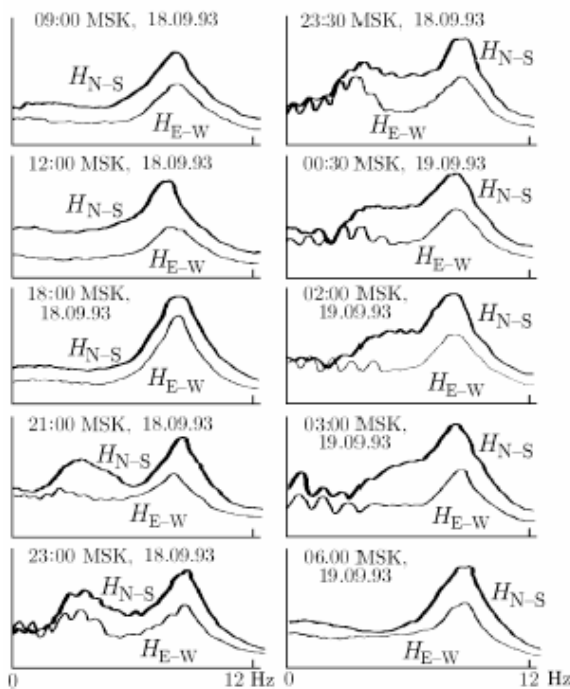 09:00 MSK, 18.09.93
H_N–S
H_E–W
12:00 MSK, 18.09.93
H_N–S
H_E–W
18:00 MSK,
18.09.93
H_N–S
H_E–W
21:00 MSK, 18.09.93
H_N–S
H_E–W
23:00 MSK, 18.09.93
H_N–S
H_E–W
0 12 Hz
23:30 MSK, 18.09.93
H_N–S
H_E–W
00:30 MSK, 19.09.93
H_N–S
H_E–W
02:00 MSK,
19.09.93
H_N–S
H_E–W
03:00 MSK,
19.09.93
H_N–S
H_E–W
06.00 MSK,
19.09.93
H_N–S
H_E–W
0 12 Hz